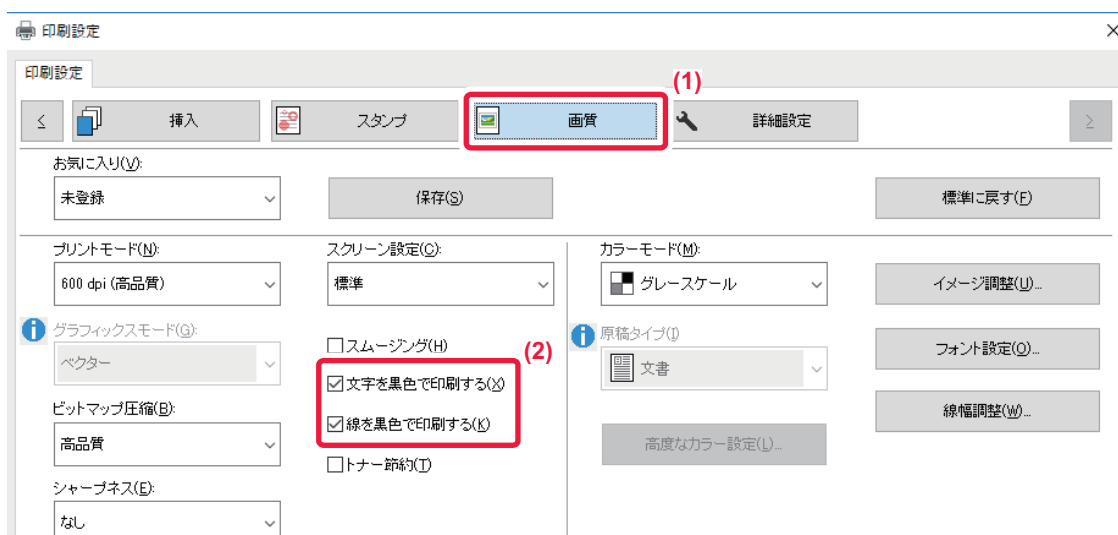 印刷設定
印刷設定
(1)
挿入
スタンプ
画質
詳細設定
お気に入り(V):
未登録
保存(S)
標準に戻す(F)
プリントモード(N):
スクリーン設定(C):
カラーモード(M):
600 dpi (高品質)
標準
グレースケール
イメージ調整(U)...
グラフィックスモード(G):
スムージング(H)
(2)
原稿タイプ(I)
フォント設定(O)...
ベクター
文字を黒色で印刷する(X)
文書
ビットマップ圧縮(B):
線を黒色で印刷する(K)
線幅調整(W)...
高品質
高度なカラー設定(L)...
トナー節約(T)
シャープネス(E):
なし